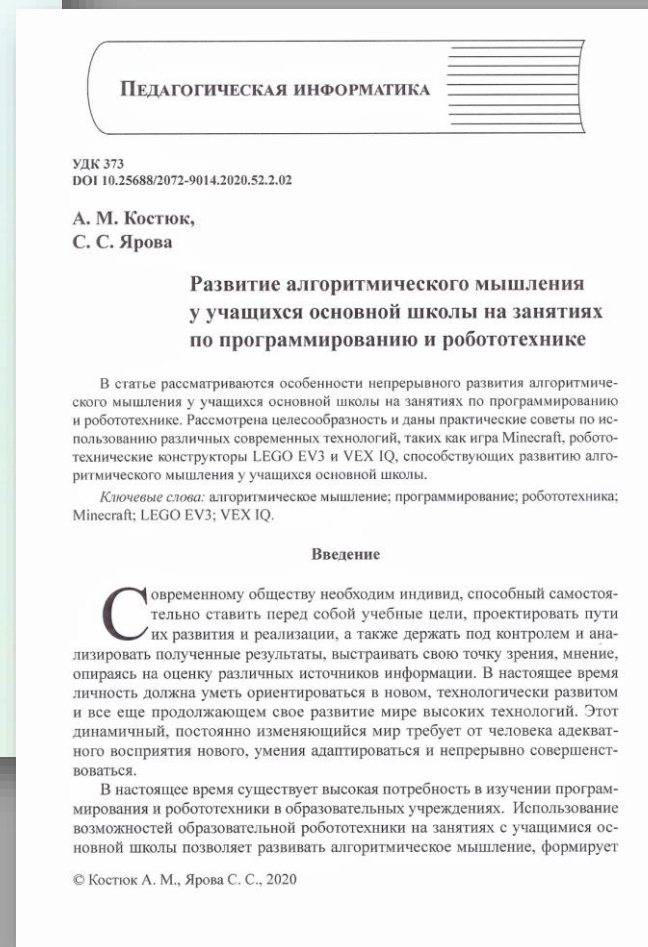 ПЕДАГОГИЧЕСКАЯ ИНФОРМАТИКА
УДК 373
DOI 10.25688/2072-9014.2020.52.2.02
А. М. Костюк,
С. С. Ярова
Развитие алгоритмического мышления
у учащихся основной школы на занятиях
по программированию и робототехнике
В статье рассматриваются особенности непрерывного развития алгоритмиче-
ского мышления у учащихся основной школы на занятиях по программированию
и робототехнике. Рассмотрена целесообразность и даны практические советы по ис-
пользованию различных современных технологий, таких как игра Minecraft, робото-
технические конструкторы LEGO EV3 и VEX IQ, способствующих развитию алго-
ритмического мышления у учащихся основной школы.
Ключевые слова: алгоритмическое мышление; программирование; робототехника;
Minecraft; LEGO EV3; VEX IQ.
Введение
Современному обществу необходим индивид, способный самостоя-
тельно ставить перед собой учебные цели, проектировать пути
их развития и реализации, а также держать под контролем и ана-
лизировать полученные результаты, выстраивать свою точку зрения, мнение,
опираясь на оценку различных источников информации. В настоящее время
личность должна уметь ориентироваться в новом, технологически развитом
и все еще продолжающем свое развитие мире высоких технологий. Этот
динамичный, постоянно изменяющийся мир требует от человека адекват-
ного восприятия нового, умения адаптироваться и непрерывно совершенст-
воваться.
В настоящее время существует высокая потребность в изучении програм-
мирования и робототехники в образовательных учреждениях. Использование
возможностей образовательной робототехники на занятиях с учащимися ос-
новной школы позволяет развивать алгоритмическое мышление, формирует
© Костюк А. М., Ярова С. С., 2020